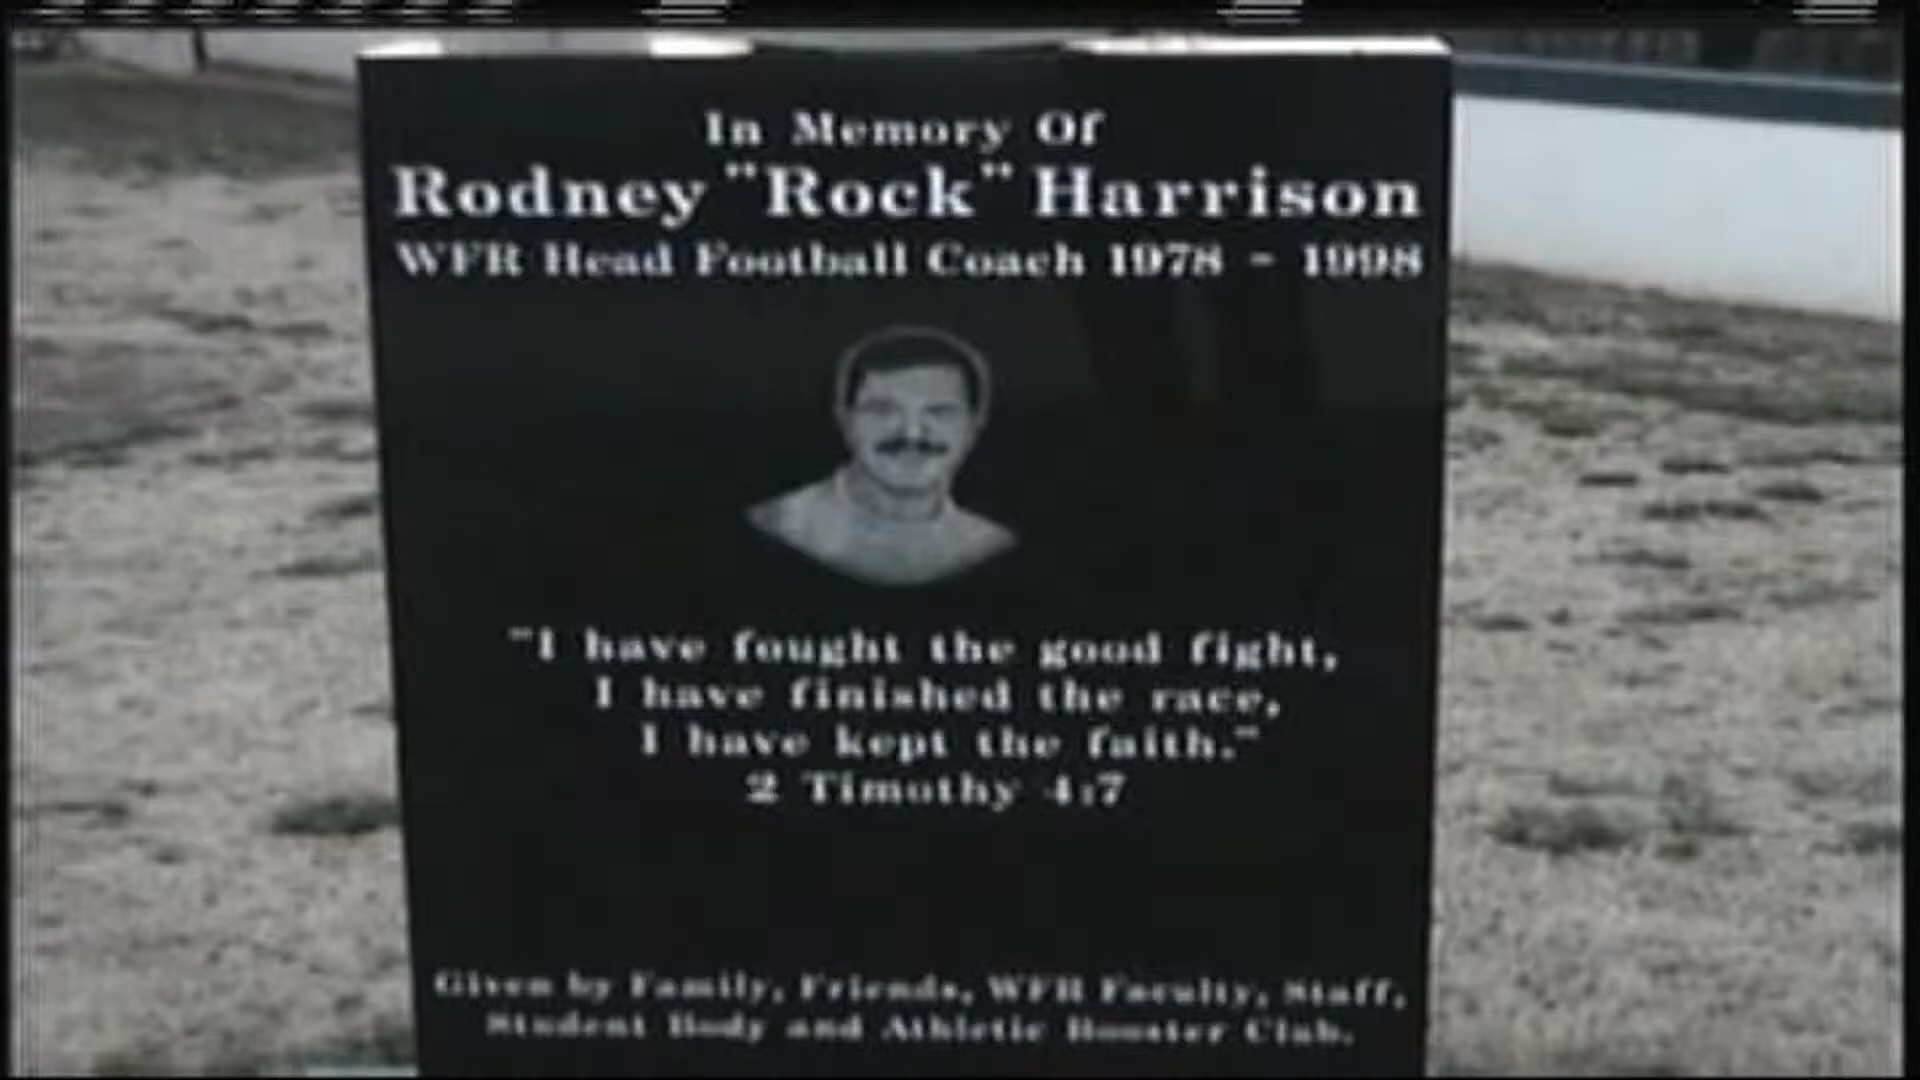 In Memory Of
Rodney "Rock" Harrison
WFR Head Football Coach 1978 - 1998
"I have fought the good fight,
I have finished the race,
I have kept the faith."
2 Timothy 4:7
Given by Family, Friends, WFR Faculty, Staff,
Student Body and Athletic Booster Club.